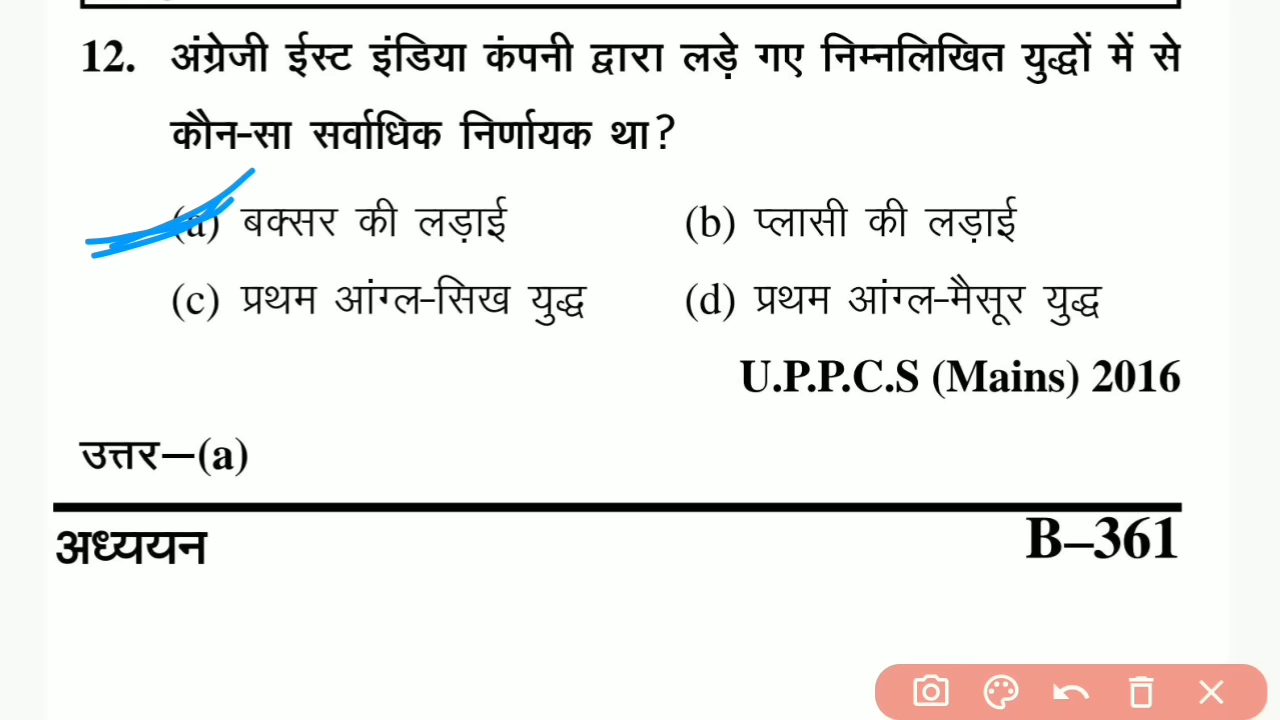 12. अंग्रेजी ईस्ट इंडिया कंपनी द्वारा लड़े गए निम्नलिखित युद्धों में से
कौन-सा सर्वाधिक निर्णायक था?
(a) बक्सर की लड़ाई (b) प्लासी की लड़ाई
(c) प्रथम आंग्ल-सिख युद्ध (d) प्रथम आंग्ल-मैसूर युद्ध
U.P.P.C.S (Mains) 2016
उत्तर—(a)
अध्ययन B–361